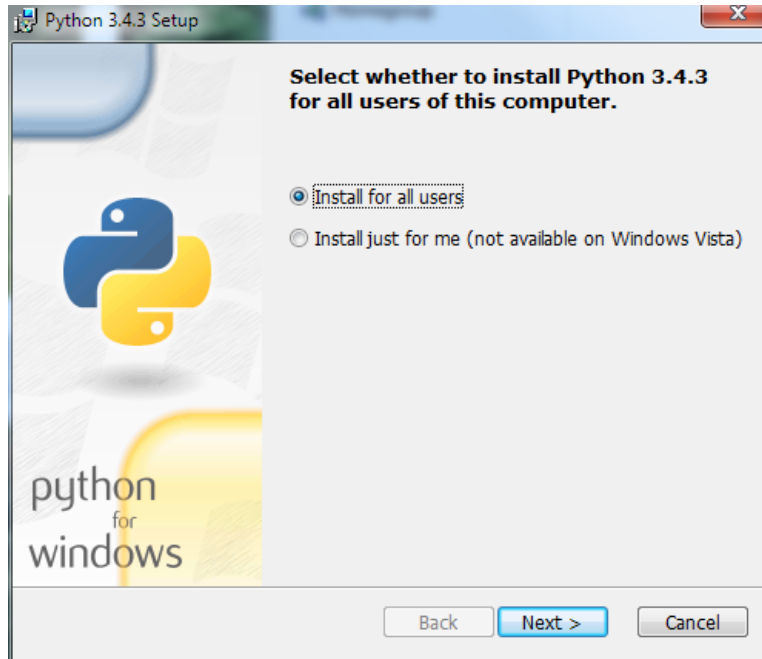 Python 3.4.3 Setup
Select whether to install Python 3.4.3
for all users of this computer.
Install for all users
Install just for me (not available on Windows Vista)
python
for
windows
Back
Next >
Cancel